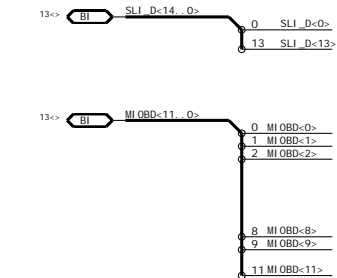 13<> BI SLI_D<14..0>
0 SLI_D<0>
13 SLI_D<13>
13<> BI MIOBD<11..0>
0 MIOBD<0>
1 MIOBD<1>
2 MIOBD<2>
8 MIOBD<8>
9 MIOBD<9>
11 MIOBD<11>